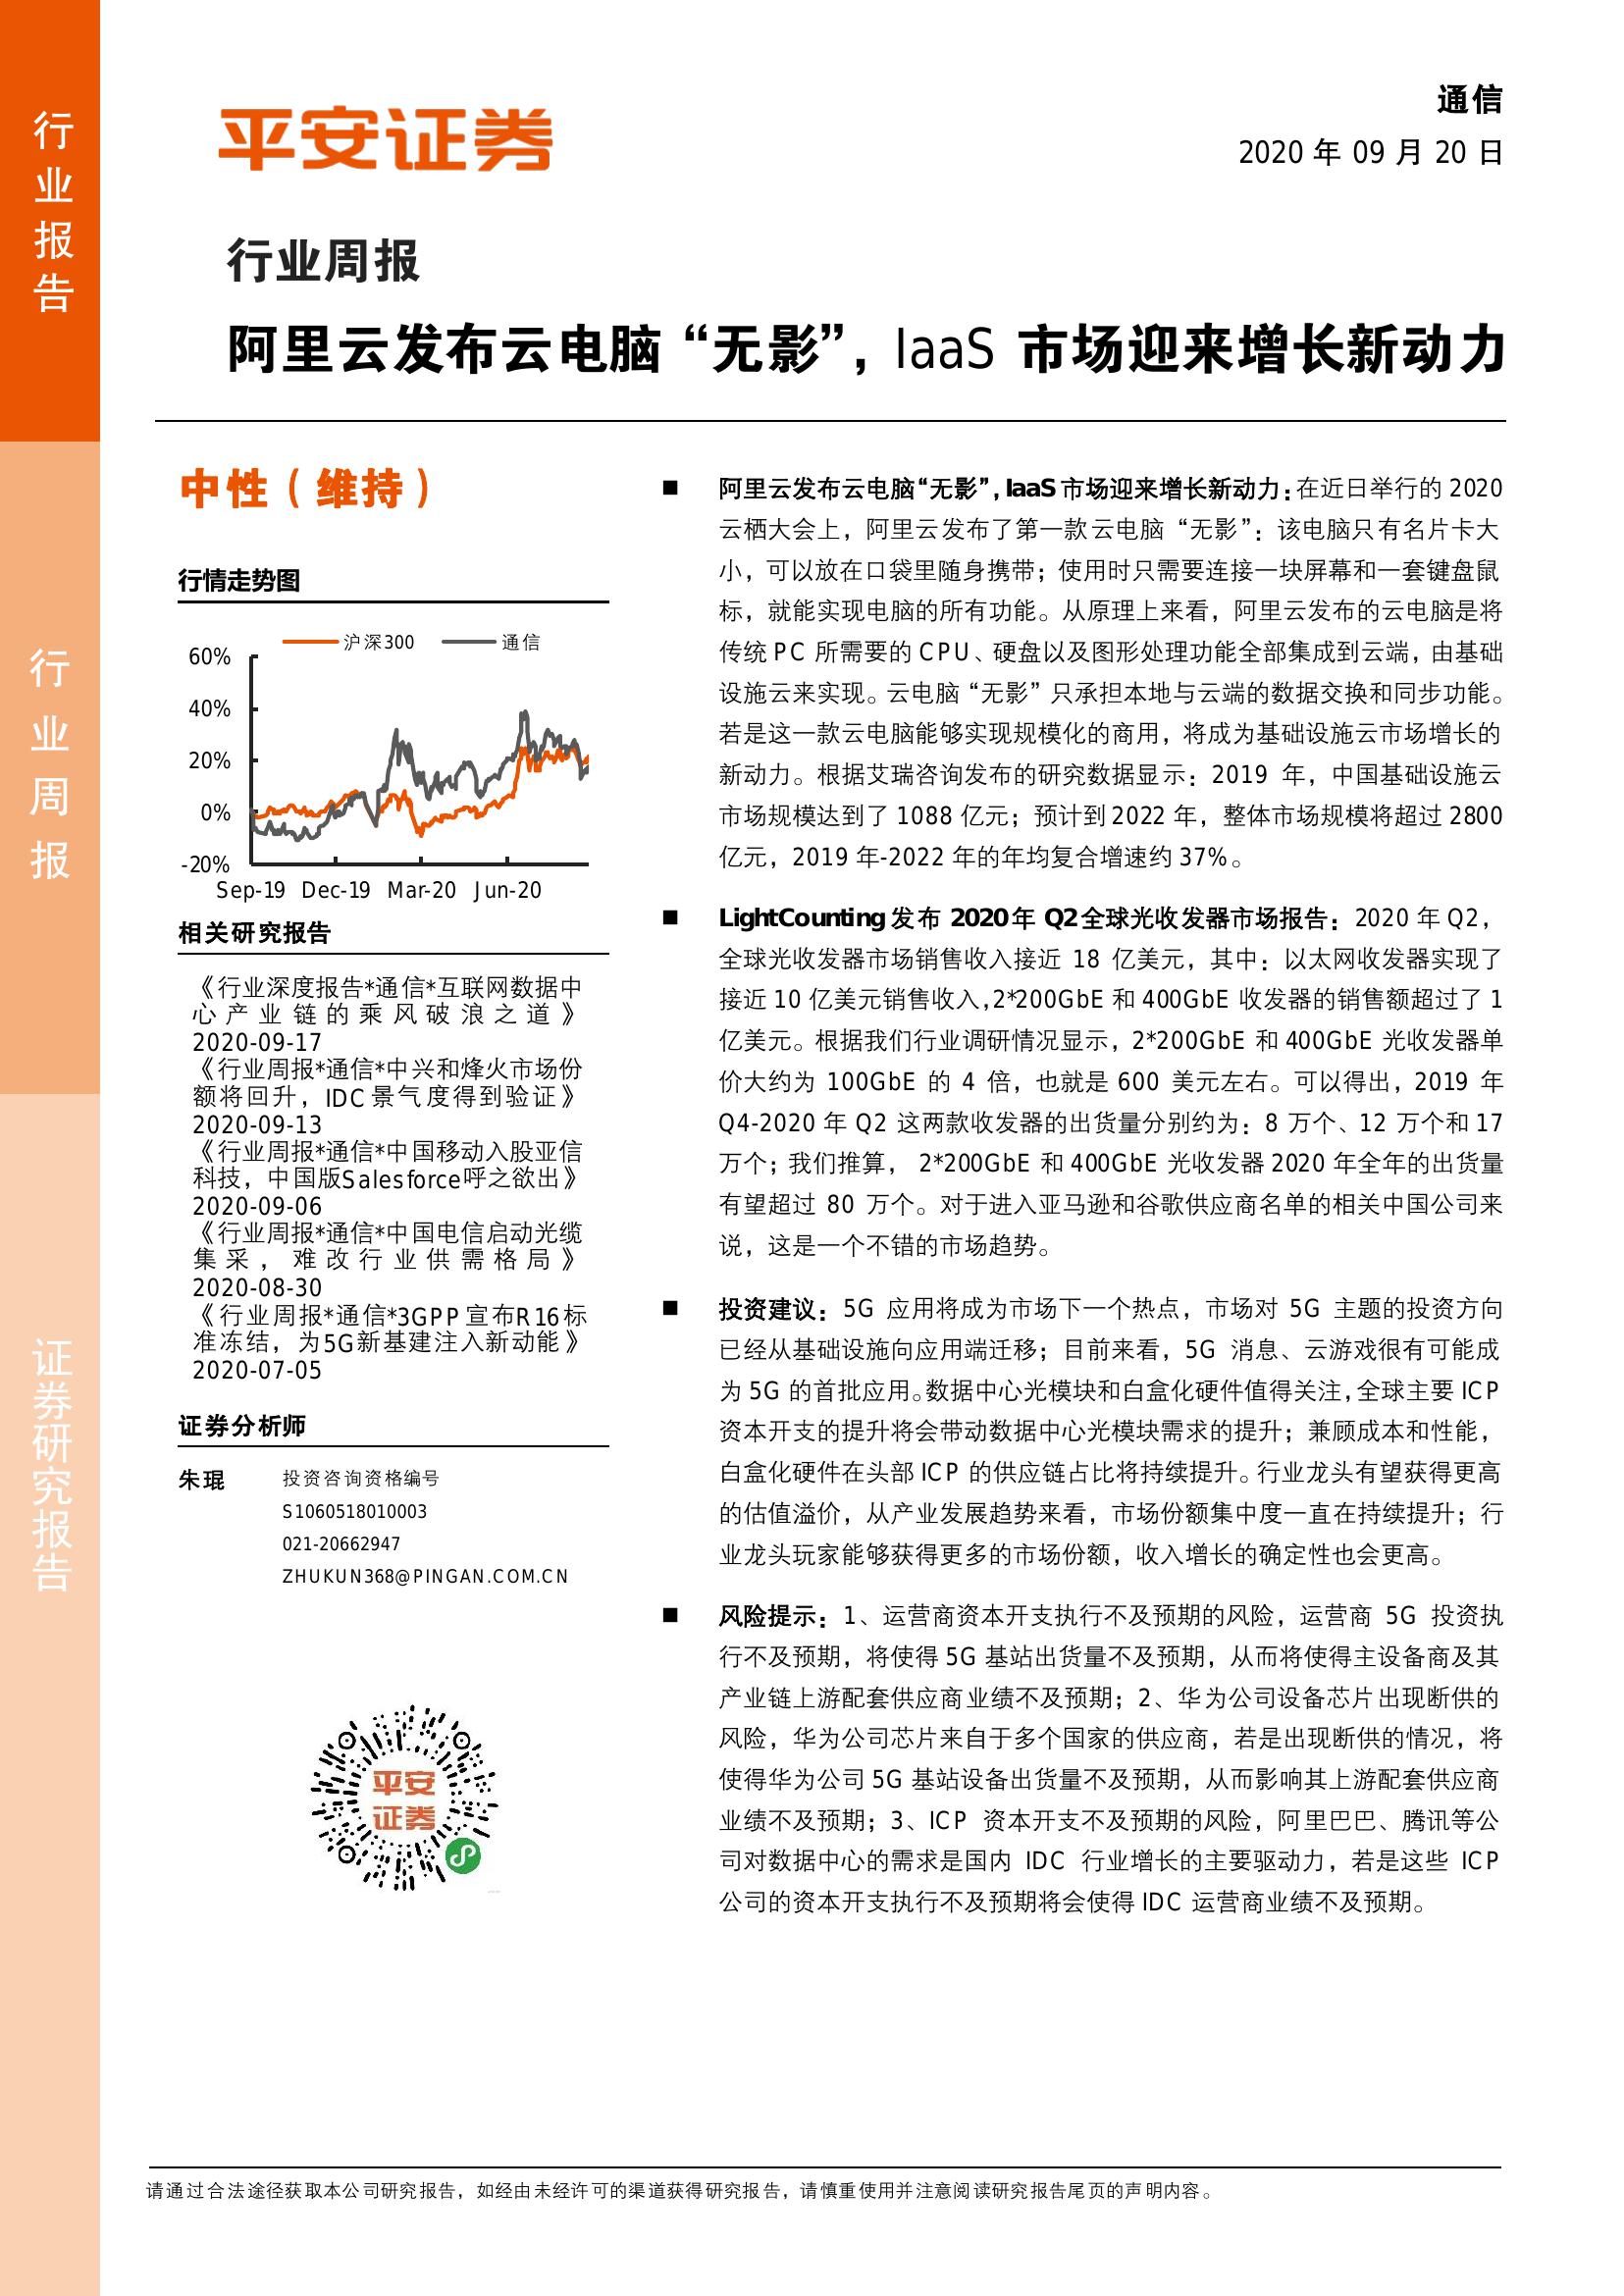 行业报告
行业周报
证券研究报告
平安证券
通信
2020 年 09 月 20 日
行业周报
阿里云发布云电脑“无影”，IaaS 市场迎来增长新动力
中性（维持）
行情走势图
沪深300 通信
60%
40%
20%
0%
-20%
Sep-19 Dec-19 Mar-20 Jun-20
相关研究报告
《行业深度报告*通信*互联网数据中
心产业链的乘风破浪之道》
2020-09-17
《行业周报*通信*中兴和烽火市场份
额将回升，IDC景气度得到验证》
2020-09-13
《行业周报*通信*中国移动入股亚信
科技，中国版Salesforce呼之欲出》
2020-09-06
《行业周报*通信*中国电信启动光缆
集采，难改行业供需格局》
2020-08-30
《行业周报*通信*3GPP宣布R16标
准冻结，为5G新基建注入新动能》
2020-07-05
证券分析师
朱琨 投资咨询资格编号
S1060518010003
021-20662947
ZHUKUN368@PINGAN.COM.CN
平安
证券
■ 阿里云发布云电脑“无影”，IaaS 市场迎来增长新动力：在近日举行的 2020
云栖大会上，阿里云发布了第一款云电脑“无影”：该电脑只有名片卡大
小，可以放在口袋里随身携带；使用时只需要连接一块屏幕和一套键盘鼠
标，就能实现电脑的所有功能。从原理上来看，阿里云发布的云电脑是将
传统 PC 所需要的 CPU、硬盘以及图形处理功能全部集成到云端，由基础
设施云来实现。云电脑“无影”只承担本地与云端的数据交换和同步功能。
若是这一款云电脑能够实现规模化的商用，将成为基础设施云市场增长的
新动力。根据艾瑞咨询发布的研究数据显示：2019 年，中国基础设施云
市场规模达到了 1088 亿元；预计到 2022 年，整体市场规模将超过 2800
亿元，2019 年-2022 年的年均复合增速约 37%。
■ LightCounting 发布 2020 年 Q2 全球光收发器市场报告：2020 年 Q2，
全球光收发器市场销售收入接近 18 亿美元，其中：以太网收发器实现了
接近 10 亿美元销售收入，2*200GbE 和 400GbE 收发器的销售额超过了 1
亿美元。根据我们行业调研情况显示，2*200GbE 和 400GbE 光收发器单
价大约为 100GbE 的 4 倍，也就是 600 美元左右。可以得出，2019 年
Q4-2020 年 Q2 这两款收发器的出货量分别约为：8 万个、12 万个和 17
万个；我们推算， 2*200GbE 和 400GbE 光收发器 2020 年全年的出货量
有望超过 80 万个。对于进入亚马逊和谷歌供应商名单的相关中国公司来
说，这是一个不错的市场趋势。
■ 投资建议：5G 应用将成为市场下一个热点，市场对 5G 主题的投资方向
已经从基础设施向应用端迁移；目前来看，5G 消息、云游戏很有可能成
为 5G 的首批应用。数据中心光模块和白盒化硬件值得关注，全球主要 ICP
资本开支的提升将会带动数据中心光模块需求的提升；兼顾成本和性能，
白盒化硬件在头部 ICP 的供应链占比将持续提升。行业龙头有望获得更高
的估值溢价，从产业发展趋势来看，市场份额集中度一直在持续提升；行
业龙头玩家能够获得更多的市场份额，收入增长的确定性也会更高。
■ 风险提示：1、运营商资本开支执行不及预期的风险，运营商 5G 投资执
行不及预期，将使得 5G 基站出货量不及预期，从而将使得主设备商及其
产业链上游配套供应商业绩不及预期；2、华为公司设备芯片出现断供的
风险，华为公司芯片来自于多个国家的供应商，若是出现断供的情况，将
使得华为公司 5G 基站设备出货量不及预期，从而影响其上游配套供应商
业绩不及预期；3、ICP 资本开支不及预期的风险，阿里巴巴、腾讯等公
司对数据中心的需求是国内 IDC 行业增长的主要驱动力，若是这些 ICP
公司的资本开支执行不及预期将会使得 IDC 运营商业绩不及预期。
请通过合法途径获取本公司研究报告，如经由未经许可的渠道获得研究报告，请慎重使用并注意阅读研究报告尾页的声明内容。